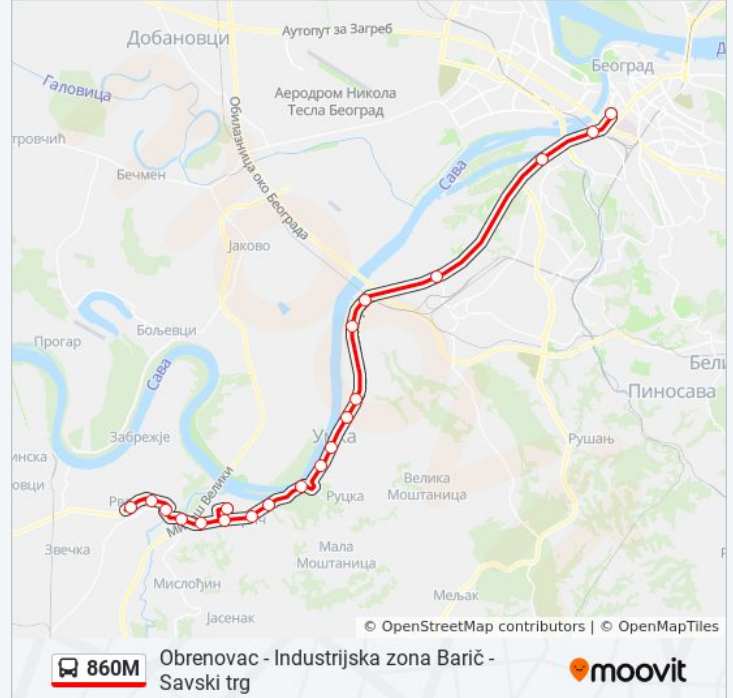 Добановци
Аутопут за Загреб
Београд
Галовица
Аеродром Никола
Тесла Београд
Обилазница око Београда
Бечмен
Сава
Јаково
Прогар
Бољевци
Сава
Пиносава
Забрежје
Рушањ
Велика
Моштаница
Руцка
Звечка
Мала
Моштаница
Мислођин
Мељак
Јасенак
© OpenStreetMap contributors | © OpenMapTiles
860M
Obrenovac - Industrijska zona Barič -
Savski trg
moovit